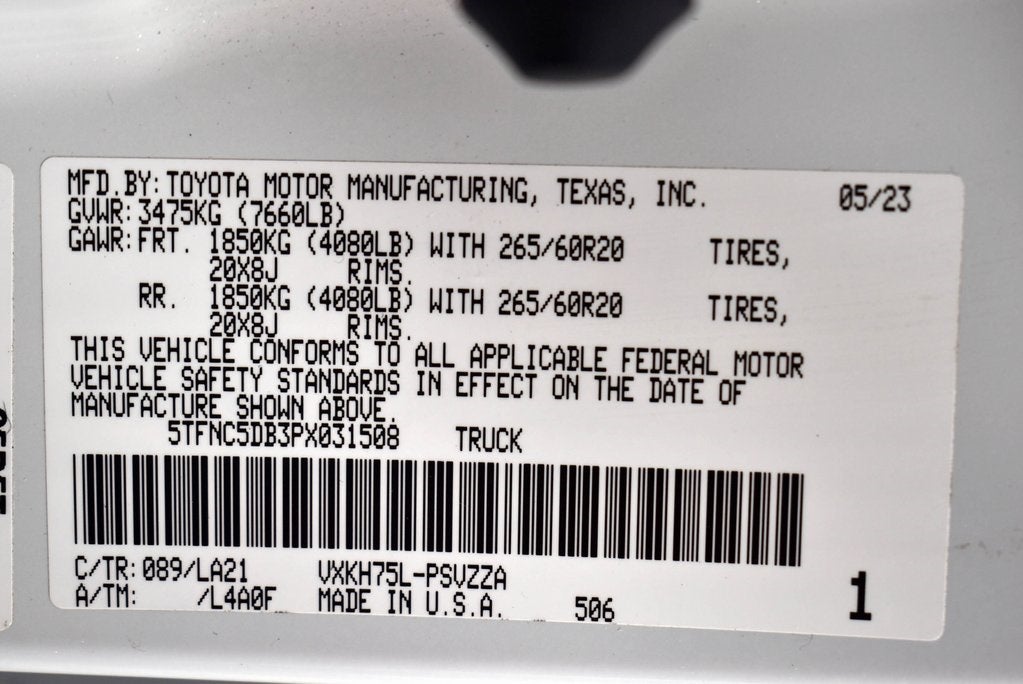 MFD.BY:TOYOTA MOTOR MANUFACTURING, TEXAS, INC. 05/23
GVWR:3475KG (7660LB)
GAWR:FRT. 1850KG (4080LB) WITH 265/60R20 TIRES,
20X8J RIMS.
RR. 1850KG (4080LB) WITH 265/60R20 TIRES,
20X8J RIMS.
THIS VEHICLE CONFORMS TO ALL APPLICABLE FEDERAL MOTOR
VEHICLE SAFETY STANDARDS IN EFFECT ON THE DATE OF
MANUFACTURE SHOWN ABOVE.
5TFNC5DB3PX031508 TRUCK
C/TR:089/LA21 VXKH75L-PSVZZA
A/TM: /L4A0F MADE IN U.S.A. 506 1